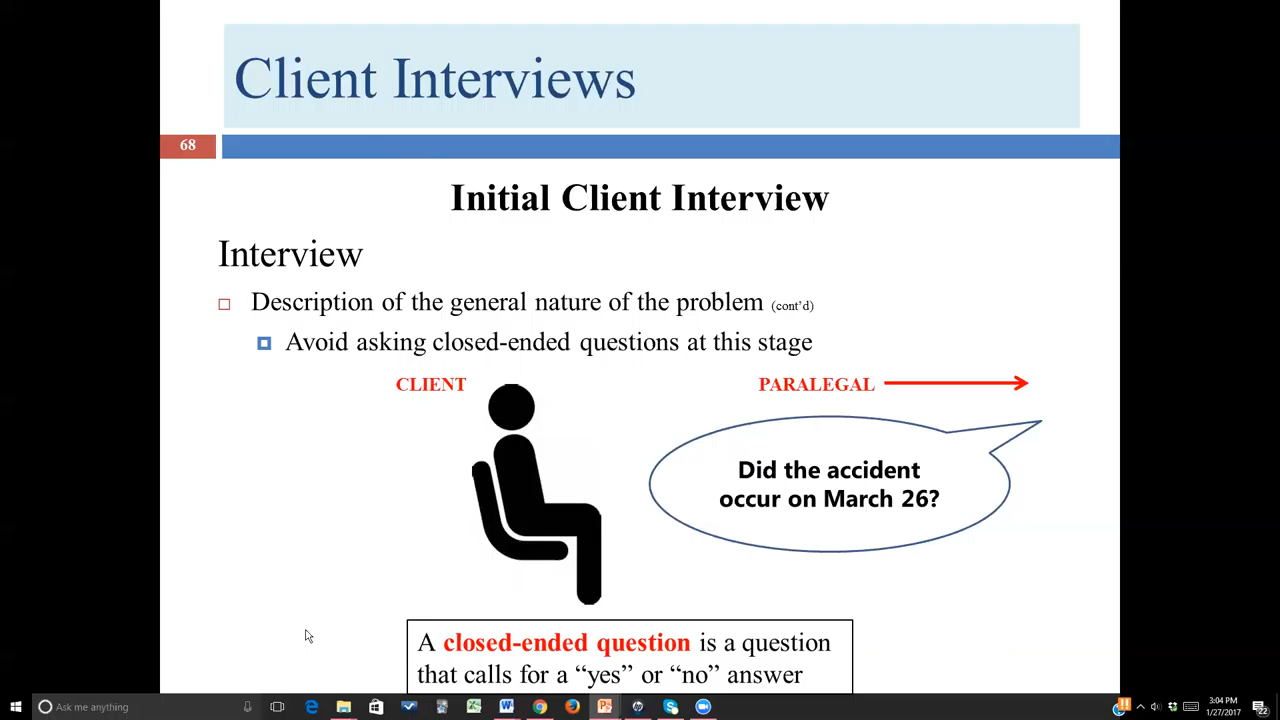 Client Interviews
68
Initial Client Interview
Interview
Description of the general nature of the problem (cont’d)
Avoid asking closed-ended questions at this stage
CLIENT
PARALEGAL
Did the accident
occur on March 26?
A closed-ended question is a question
that calls for a “yes” or “no” answer
Ask me anything
3:04 PM
1/27/2017
22